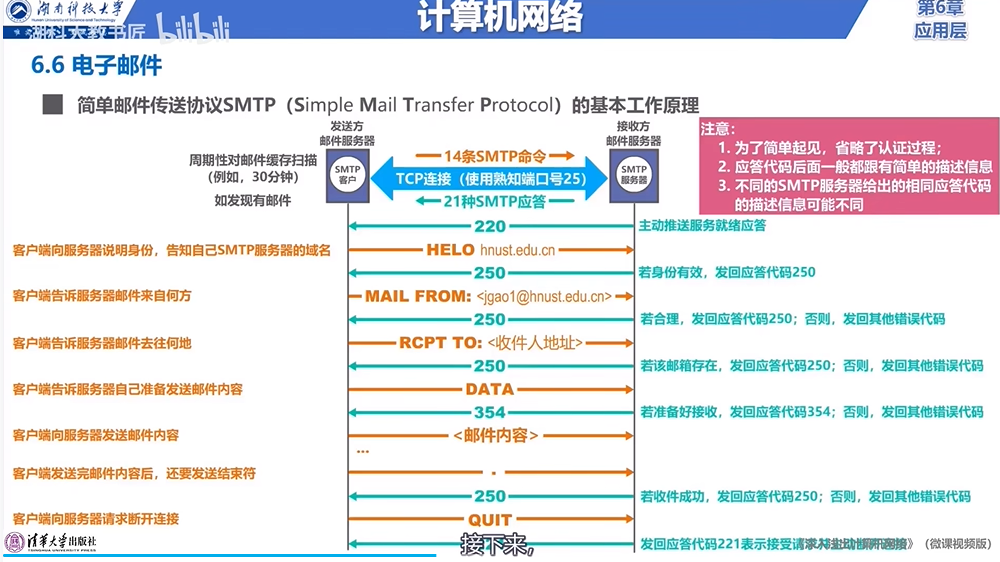 湖南科技大学
Hunan University of Science and Technology
计算机网络
第6章
应用层
湖科大教书匠 bilibili
6.6 电子邮件
简单邮件传送协议SMTP（Simple Mail Transfer Protocol）的基本工作原理
发送方
邮件服务器
接收方
邮件服务器
周期性对邮件缓存扫描
（例如，30分钟）
如发现有邮件
SMTP
客户
14条SMTP命令
TCP连接（使用熟知端口号25）
21种SMTP应答
SMTP
服务器
注意：
1. 为了简单起见，省略了认证过程；
2. 应答代码后面一般都跟有简单的描述信息
3. 不同的SMTP服务器给出的相同应答代码
的描述信息可能不同
220
主动推送服务就绪应答
客户端向服务器说明身份，告知自己SMTP服务器的域名
HELO hnust.edu.cn
250
若身份有效，发回应答代码250
客户端告诉服务器邮件来自何方
MAIL FROM: <jgao1@hnust.edu.cn>
250
若合理，发回应答代码250；否则，发回其他错误代码
客户端告诉服务器邮件去往何地
RCPT TO: <收件人地址>
250
若该邮箱存在，发回应答代码250；否则，发回其他错误代码
客户端告诉服务器自己准备发送邮件内容
DATA
354
若准备好接收，发回应答代码354；否则，发回其他错误代码
客户端向服务器发送邮件内容
<邮件内容>
...
客户端发送完邮件内容后，还要发送结束符
.
250
若收件成功，发回应答代码250；否则，发回其他错误代码
客户端向服务器请求断开连接
QUIT
发回应答代码221表示接受请求
（微课视频版）
清华大学出版社
TSINGHUA UNIVERSITY PRESS
接下来，